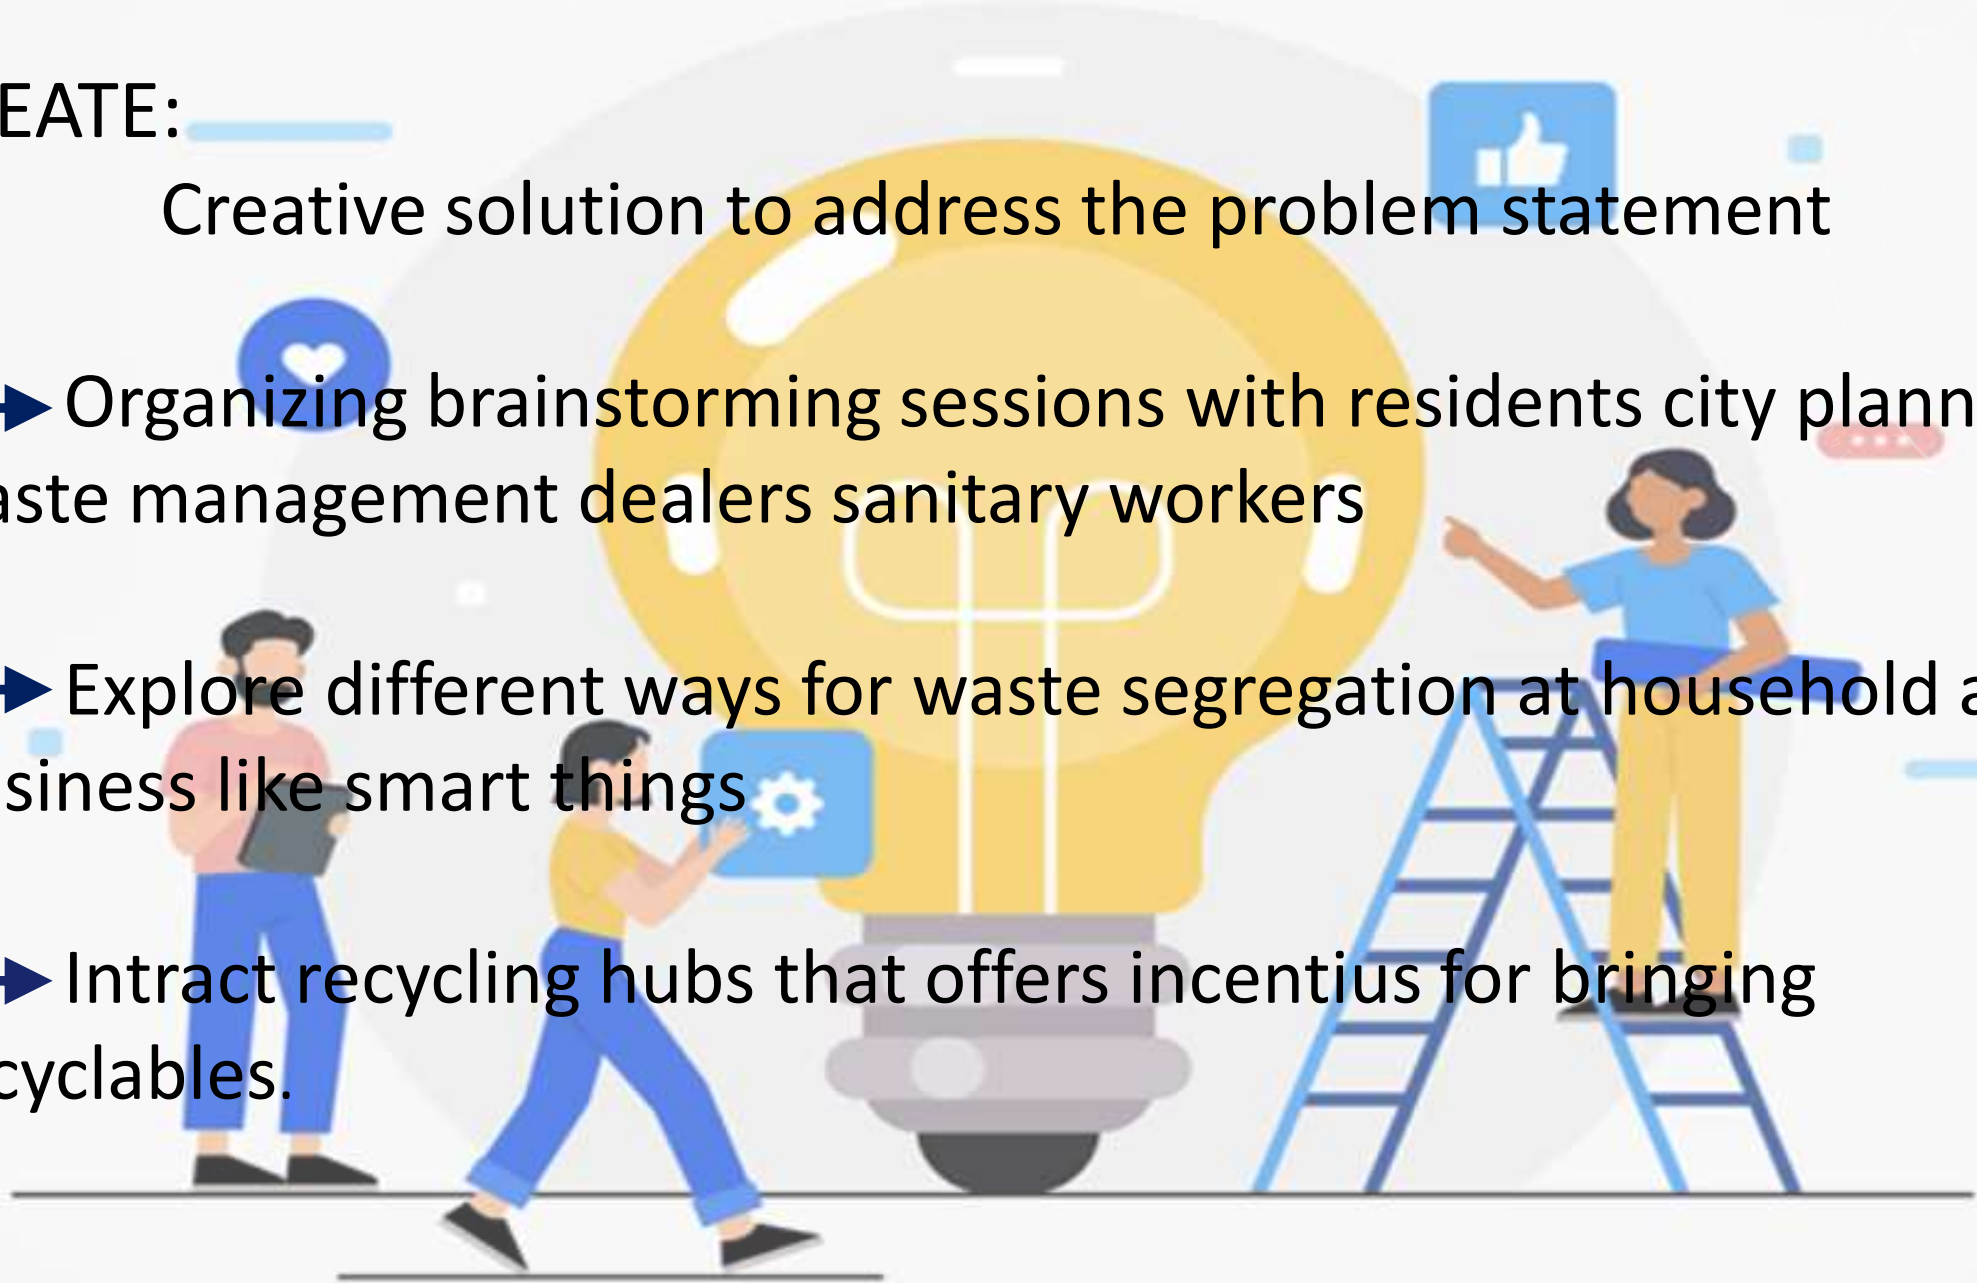 EATE:
Creative solution to address the problem statement
Organizing brainstorming sessions with residents city plann
aste management dealers sanitary workers
Explore different ways for waste segregation at household a
siness like smart things
Intract recycling hubs that offers incentius for bringing
cyclables.